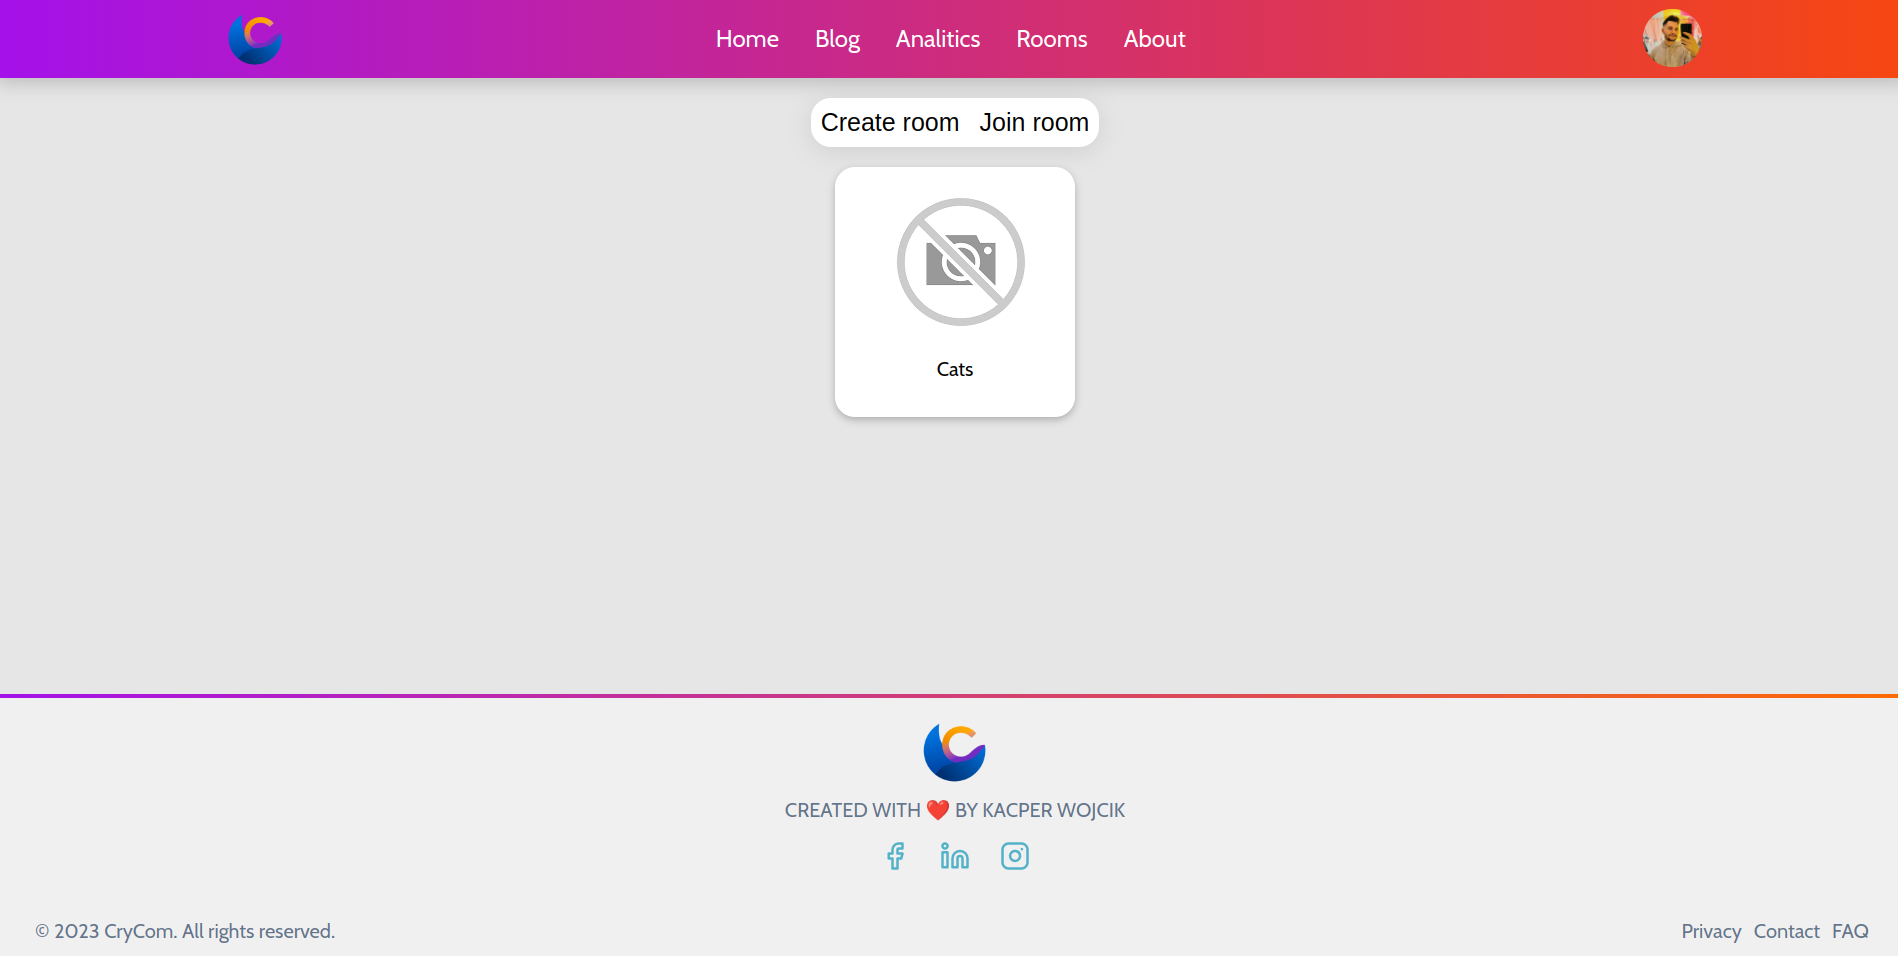 Home Blog Analitics Rooms About
Create room Join room
Cats
CREATED WITH ❤️ BY KACPER WOJCIK
© 2023 CryCom. All rights reserved.
Privacy Contact FAQ